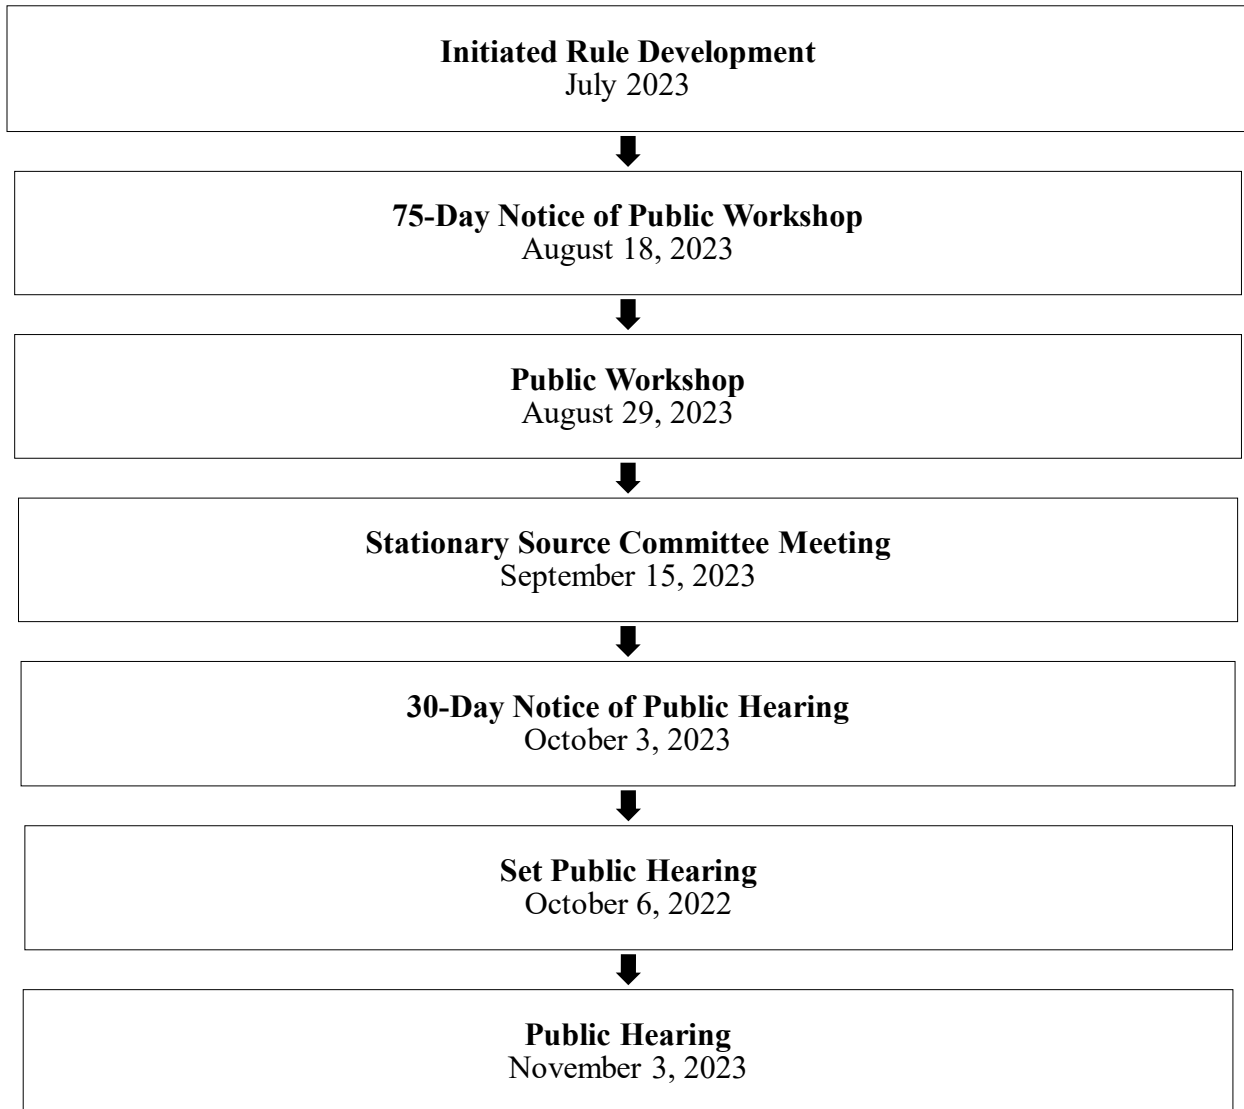 Initiated Rule Development
July 2023
75-Day Notice of Public Workshop
August 18, 2023
Public Workshop
August 29, 2023
Stationary Source Committee Meeting
September 15, 2023
30-Day Notice of Public Hearing
October 3, 2023
Set Public Hearing
October 6, 2022
Public Hearing
November 3, 2023